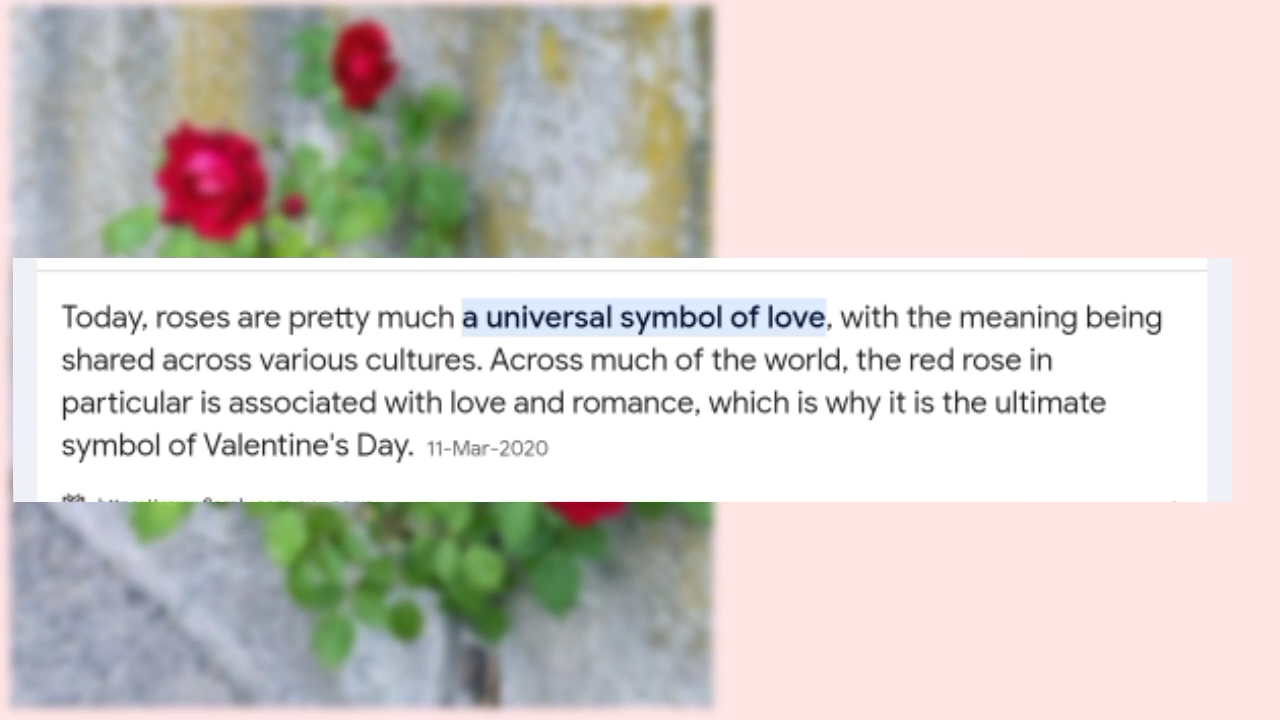 Today, roses are pretty much a universal symbol of love, with the meaning being
shared across various cultures. Across much of the world, the red rose in
particular is associated with love and romance, which is why it is the ultimate
symbol of Valentine's Day. 11-Mar-2020